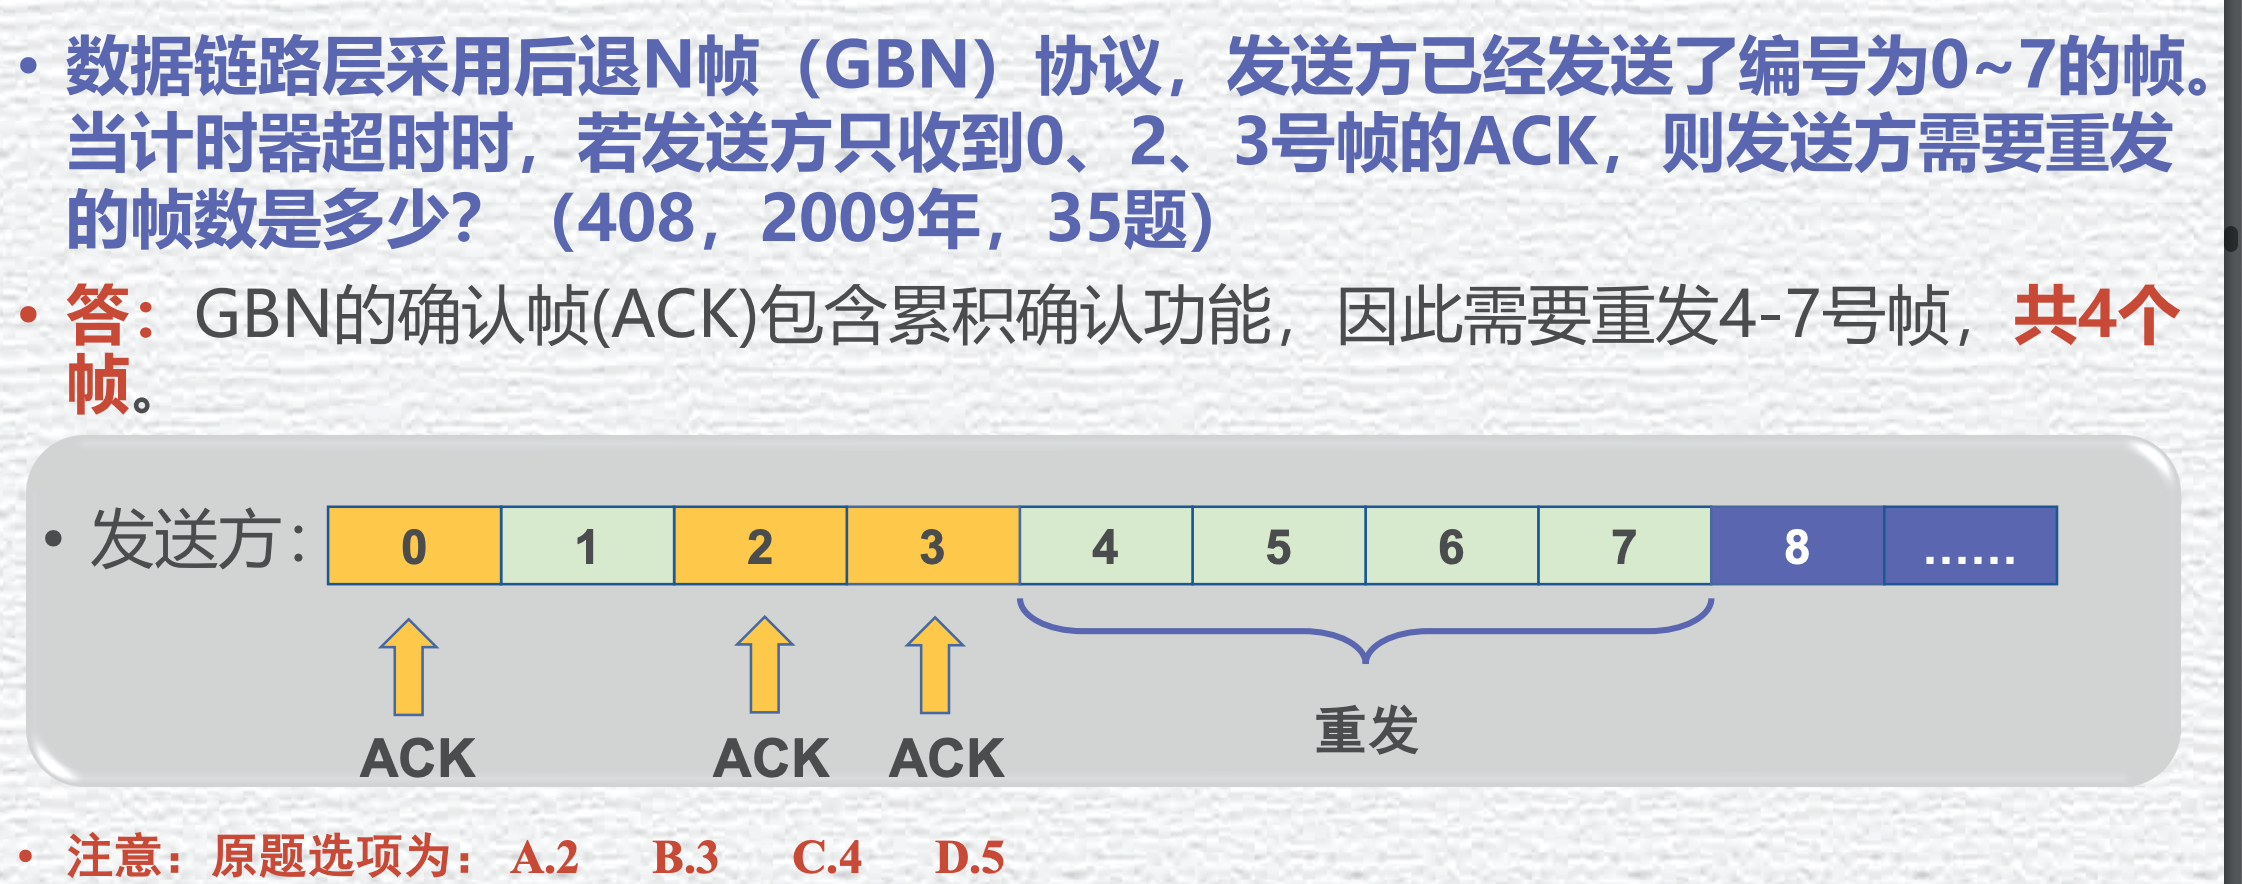 • 数据链路层采用后退N帧（GBN）协议，发送方已经发送了编号为0~7的帧。
当计时器超时时，若发送方只收到0、2、3号帧的ACK，则发送方需要重发
的帧数是多少？（408，2009年，35题）
• 答：GBN的确认帧(ACK)包含累积确认功能，因此需要重发4-7号帧，共4个
帧。
• 发送方： 0 1 2 3 4 5 6 7 8 ......
重发
ACK ACK ACK
• 注意：原题选项为： A.2 B.3 C.4 D.5